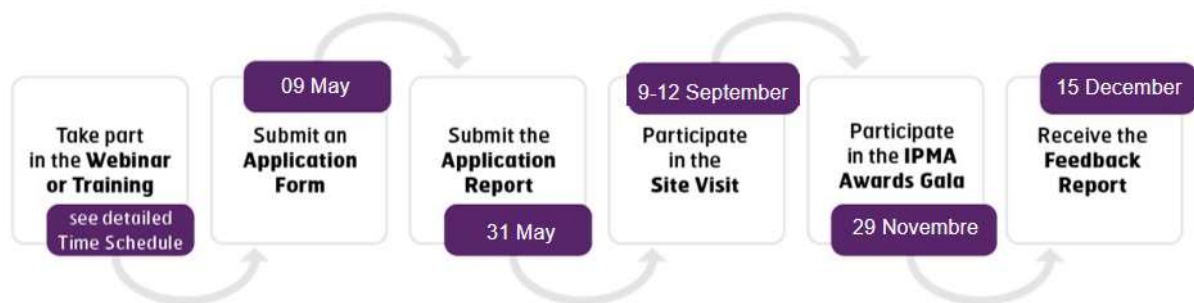 Take part
in the Webinar
or Training
see detailed
Time Schedule
09 May
Submit an
Application
Form
Submit the
Application
Report
31 May
9-12 September
Participate
in the
Site Visit
Participate
in the IPMA
Awards Gala
29 Novembre
15 December
Receive the
Feedback
Report